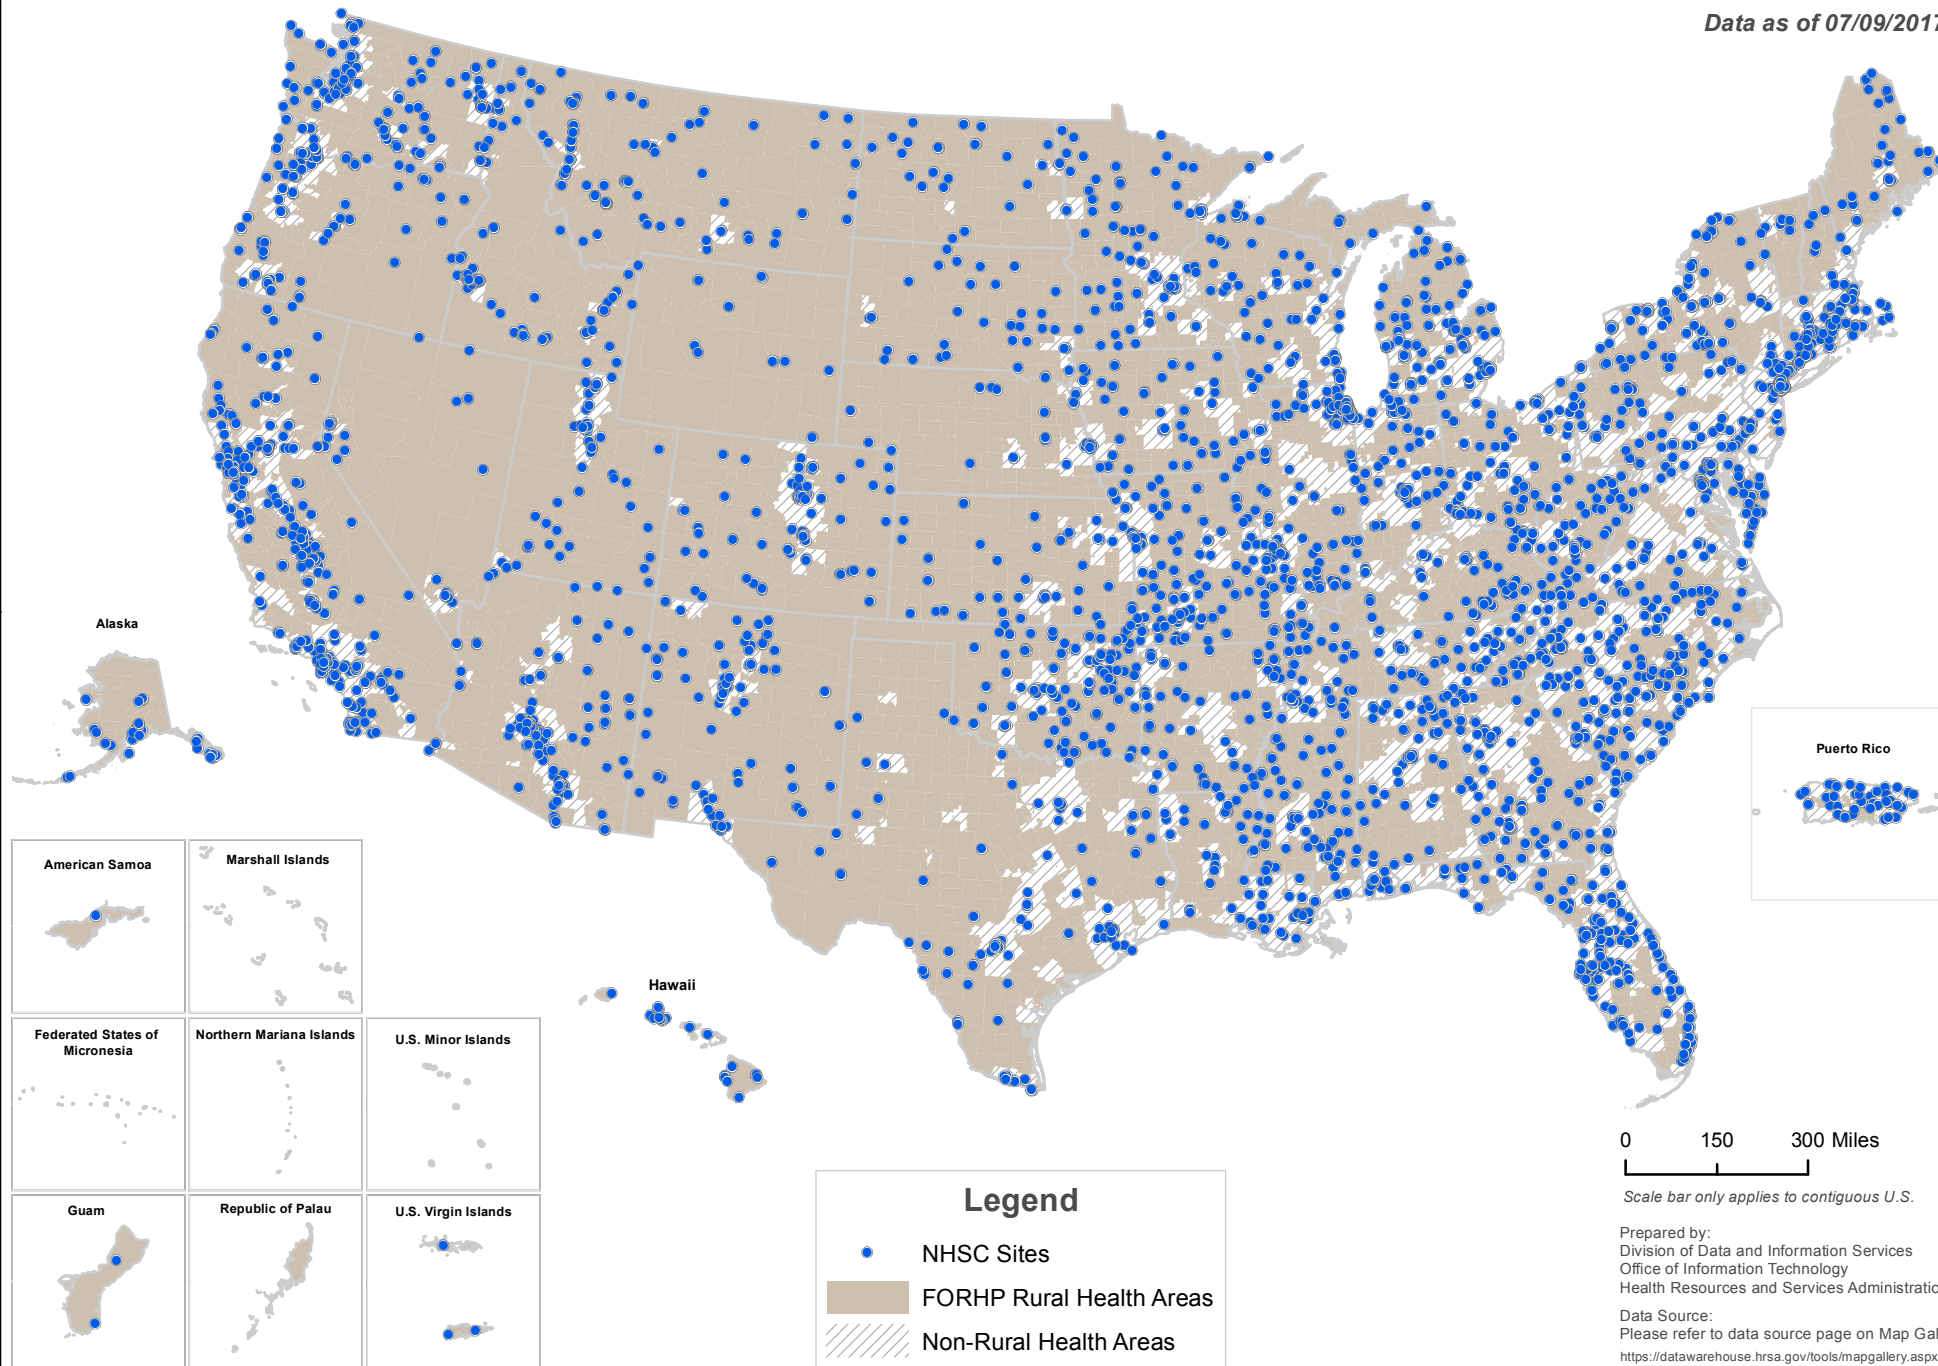 Data as of 07/09/2017
Alaska
Puerto Rico
American Samoa
Marshall Islands
Hawaii
Federated States of
Micronesia
Northern Mariana Islands
U.S. Minor Islands
Guam
Republic of Palau
U.S. Virgin Islands
Legend
NHSC Sites
FORHP Rural Health Areas
Non-Rural Health Areas
0 150 300 Miles
Scale bar only applies to contiguous U.S.
Prepared by:
Division of Data and Information Services
Office of Information Technology
Health Resources and Services Administratio
Data Source:
Please refer to data source page on Map Gal
https://datawarehouse.hrsa.gov/tools/mapgallery.aspx